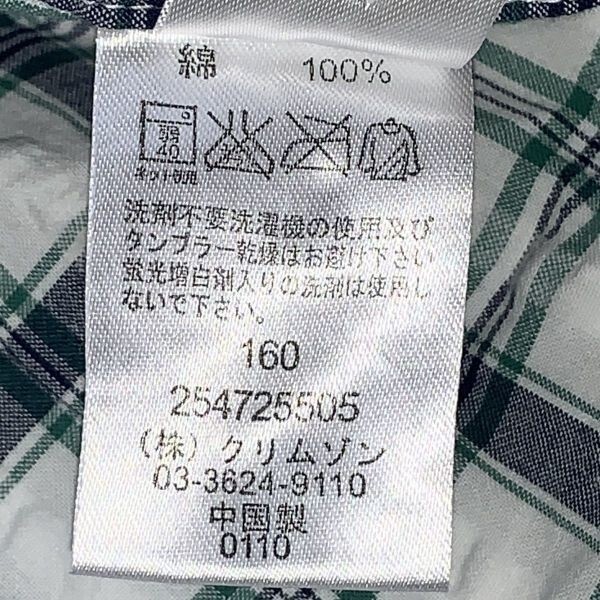 綿 100%
弱
40
ネット使用
洗剤不要洗濯機の使用及び
タンブラー乾燥はお避け下さい
蛍光増白剤入りの洗剤は使用し
ないで下さい。
160
254725505
(株)クリムゾン
03-3624-9110
中国製
0110